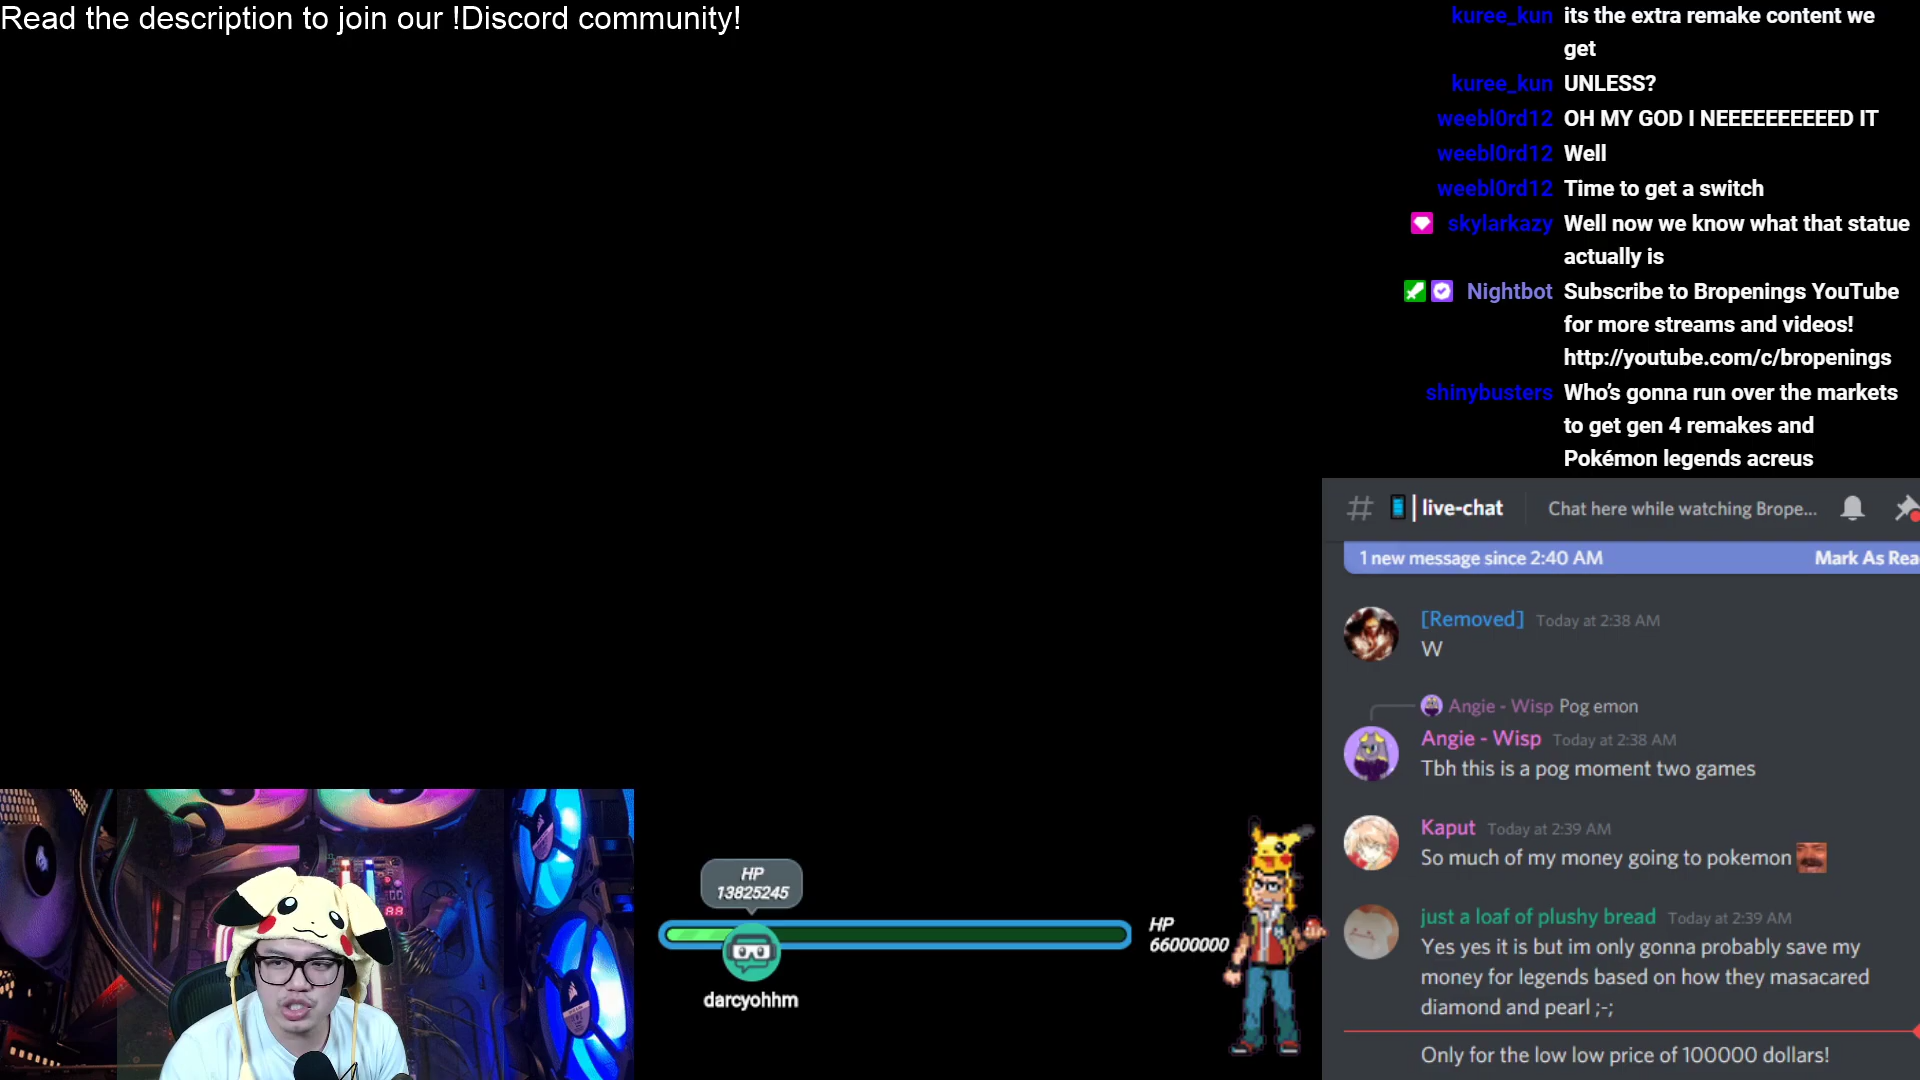 Read the description to join our !Discord community!
kuree_kun its the extra remake content we
get
kuree_kun UNLESS?
weebl0rd12 OH MY GOD I NEEEEEEEEEED IT
weebl0rd12 Well
weebl0rd12 Time to get a switch
skylarkazy Well now we know what that statue
actually is
Nightbot Subscribe to Bropenings YouTube
for more streams and videos!
http://youtube.com/c/bropenings
shinybusters Who's gonna run over the markets
to get gen 4 remakes and
Pokémon legends acreus
# | live-chat Chat here while watching Brope...
1 new message since 2:40 AM Mark As Rea
[Removed] Today at 2:38 AM
W
Angie - Wisp Pog emon
Angie - Wisp Today at 2:38 AM
Tbh this is a pog moment two games
Kaput Today at 2:39 AM
So much of my money going to pokemon
just a loaf of plushy bread Today at 2:39 AM
Yes yes it is but im only gonna probably save my
money for legends based on how they masacared
diamond and pearl ;-;
Only for the low low price of 100000 dollars!
HP
13825245
HP
66000000
darcyohhm